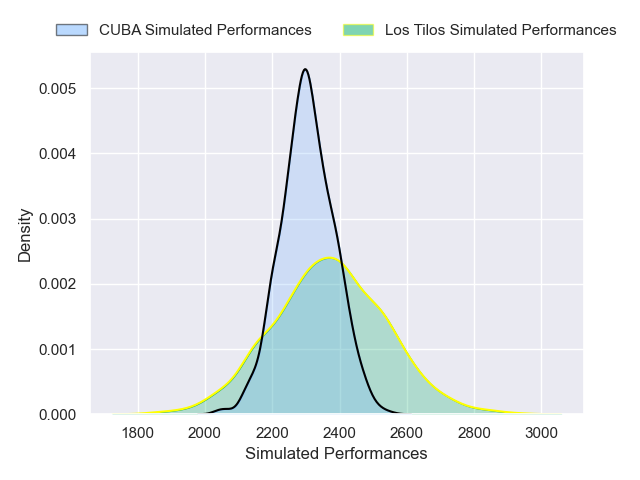 CUBA Simulated Performances
Los Tilos Simulated Performances
0.005
0.004
0.003
0.002
0.001
0.000
Density
1800 2000 2200 2400 2600 2800 3000
Simulated Performances